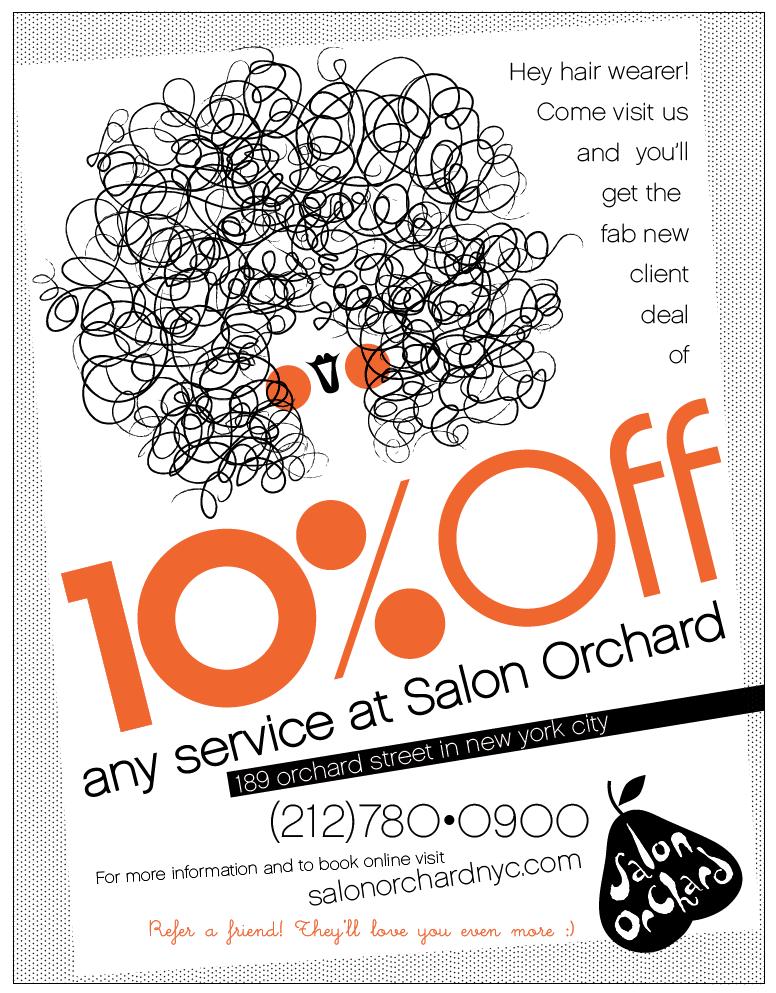 Hey hair wearer!
Come visit us
and you'll
get the
fab new
client
deal
of
10% Off
any service at Salon Orchard
189 orchard street in new york city
(212)780•0900
For more information and to book online visit
salonorchardnyc.com
Refer a friend! They'll love you even more :)
Salon
Orchard